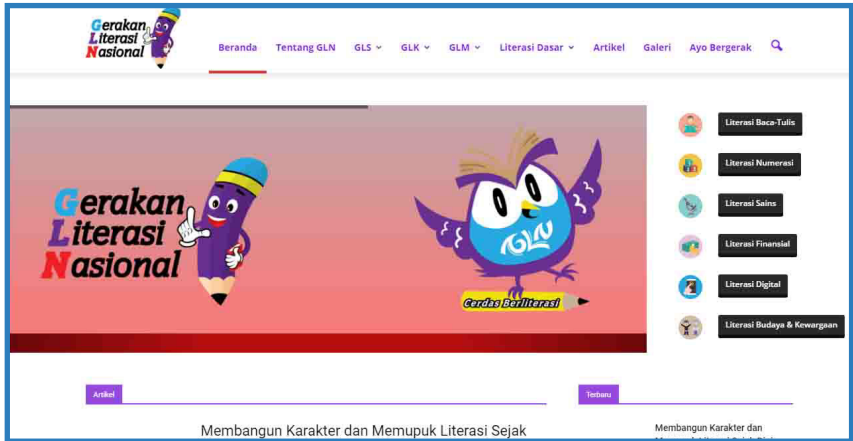 Gerakan
Literasi
Nasional
Beranda Tentang GLN GLS GLK GLM Literasi Dasar Artikel Galeri Ayo Bergerak
Gerakan
Literasi
Nasional
GLN
Cerdas Berliterasi
Literasi Baca-Tulis
Literasi Numerasi
Literasi Sains
Literasi Finansial
Literasi Digital
Literasi Budaya & Kewargaan
Artikel
Terbaru
Membangun Karakter dan Memupuk Literasi Sejak
Membangun Karakter dan